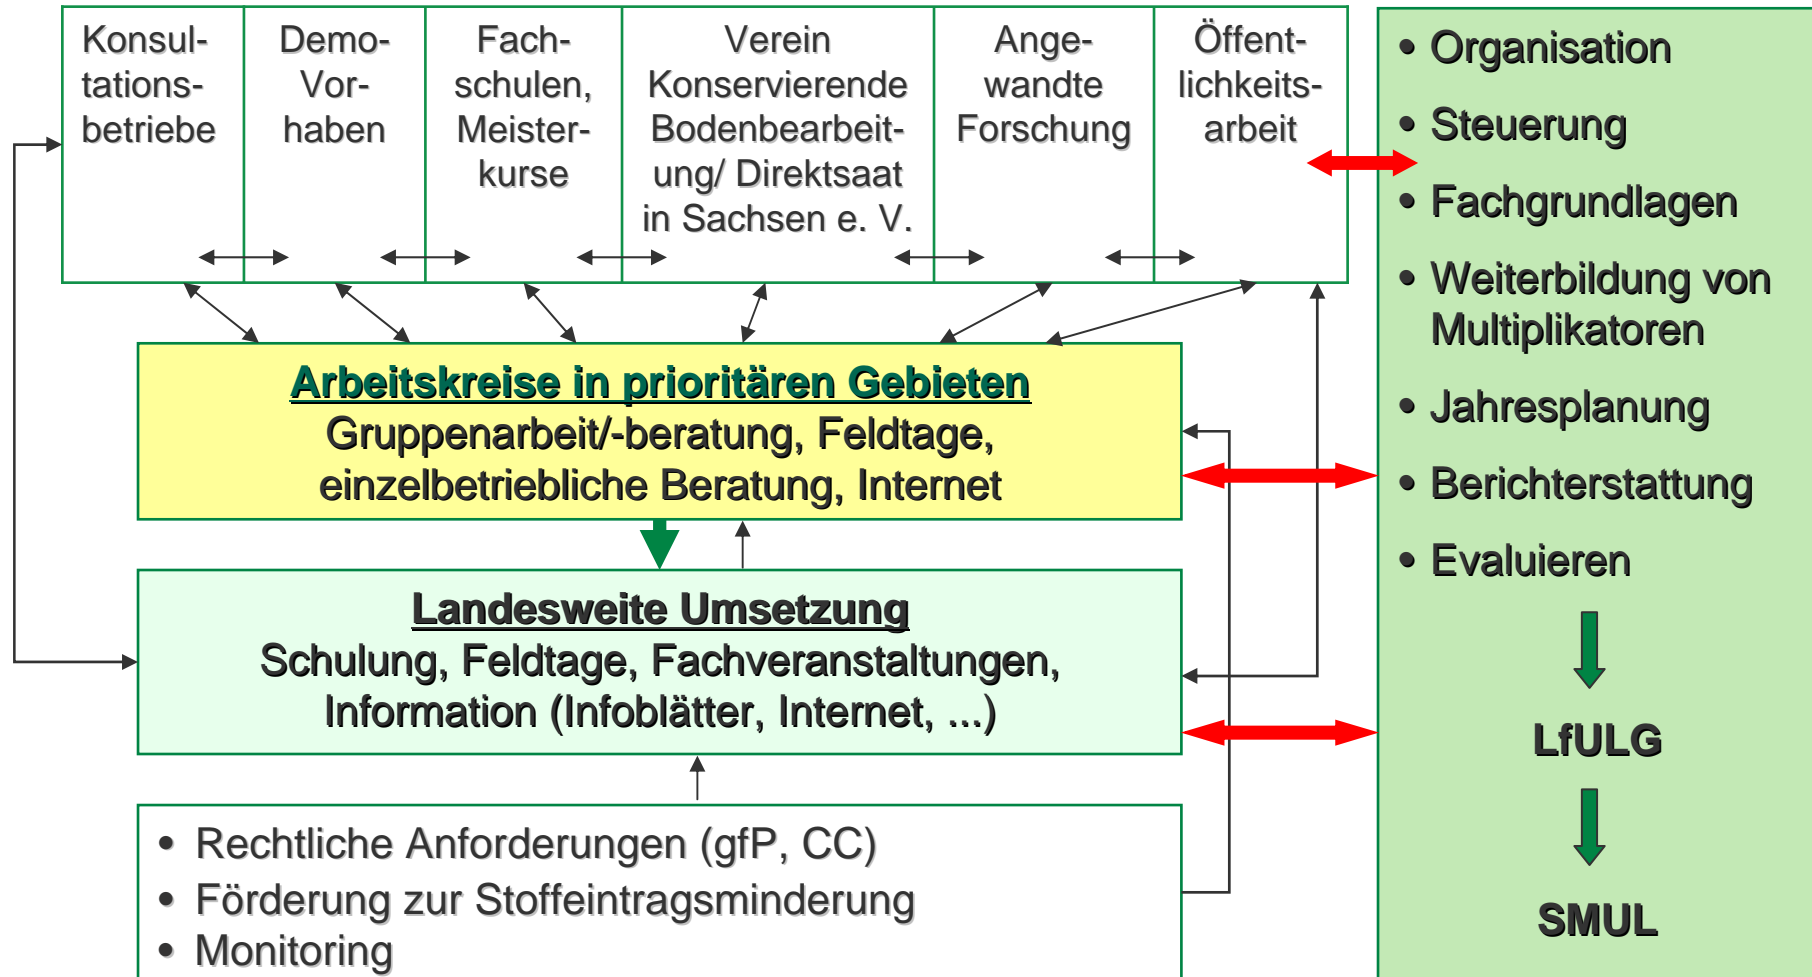 Konsul-
tations-
betriebe
Demo-
Vor-
haben
Fach-
schulen,
Meister-
kurse
Verein
Konservierende
Bodenbearbeit-
ung/ Direktsaat
in Sachsen e. V.
Ange-
wandte
Forschung
Öffent-
lichkeits-
arbeit
Arbeitskreise in prioritären Gebieten
Gruppenarbeit/-beratung, Feldtage,
einzelbetriebliche Beratung, Internet
Landesweite Umsetzung
Schulung, Feldtage, Fachveranstaltungen,
Information (Infoblätter, Internet, ...)
• Rechtliche Anforderungen (gfP, CC)
• Förderung zur Stoffeintragsminderung
• Monitoring
• Organisation
• Steuerung
• Fachgrundlagen
• Weiterbildung von
Multiplikatoren
• Jahresplanung
• Berichterstattung
• Evaluieren
LfULG
SMUL